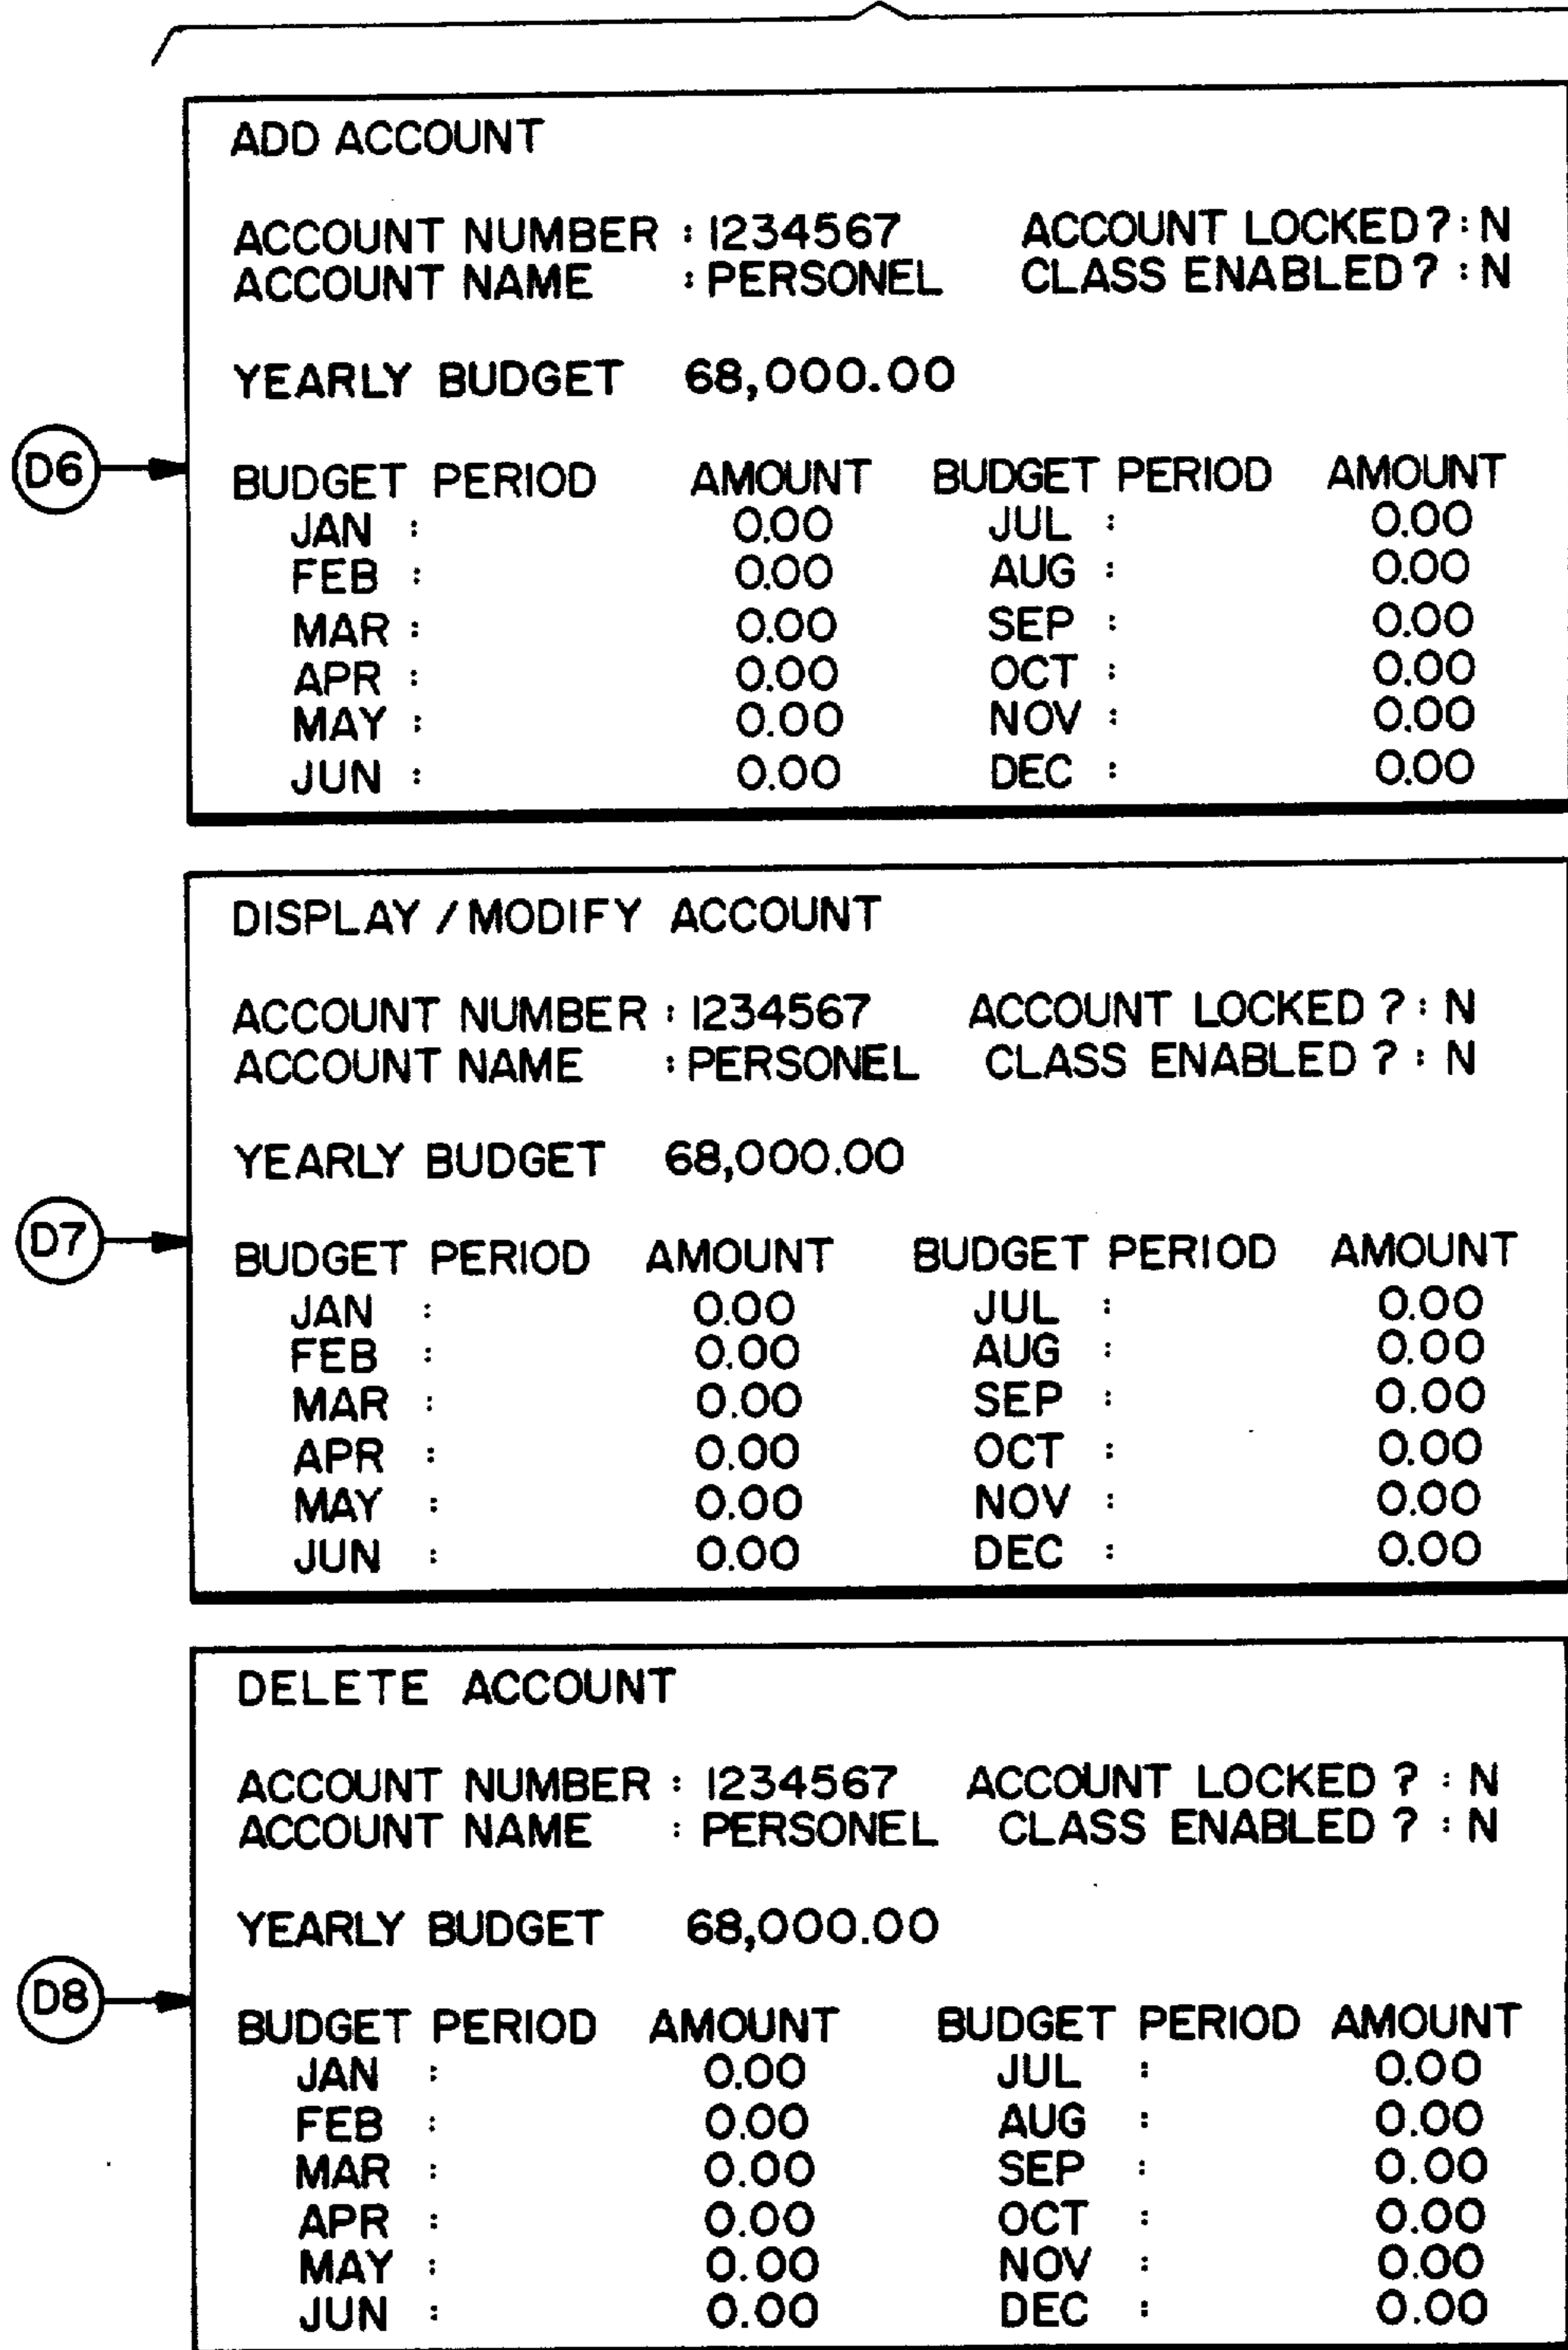 ADD ACCOUNT
ACCOUNT NUMBER : 1234567 ACCOUNT LOCKED? : N
ACCOUNT NAME : PERSONEL CLASS ENABLED? : N
YEARLY BUDGET 68,000.00
D6
BUDGET PERIOD AMOUNT BUDGET PERIOD AMOUNT
JAN : 0.00 JUL : 0.00
FEB : 0.00 AUG : 0.00
MAR : 0.00 SEP : 0.00
APR : 0.00 OCT : 0.00
MAY : 0.00 NOV : 0.00
JUN : 0.00 DEC : 0.00
DISPLAY / MODIFY ACCOUNT
ACCOUNT NUMBER : 1234567 ACCOUNT LOCKED ? : N
ACCOUNT NAME : PERSONEL CLASS ENABLED ? : N
YEARLY BUDGET 68,000.00
D7
BUDGET PERIOD AMOUNT BUDGET PERIOD AMOUNT
JAN : 0.00 JUL : 0.00
FEB : 0.00 AUG : 0.00
MAR : 0.00 SEP : 0.00
APR : 0.00 OCT : 0.00
MAY : 0.00 NOV : 0.00
JUN : 0.00 DEC : 0.00
DELETE ACCOUNT
ACCOUNT NUMBER : 1234567 ACCOUNT LOCKED ? : N
ACCOUNT NAME : PERSONEL CLASS ENABLED ? : N
YEARLY BUDGET 68,000.00
D8
BUDGET PERIOD AMOUNT BUDGET PERIOD AMOUNT
JAN : 0.00 JUL : 0.00
FEB : 0.00 AUG : 0.00
MAR : 0.00 SEP : 0.00
APR : 0.00 OCT : 0.00
MAY : 0.00 NOV : 0.00
JUN : 0.00 DEC : 0.00